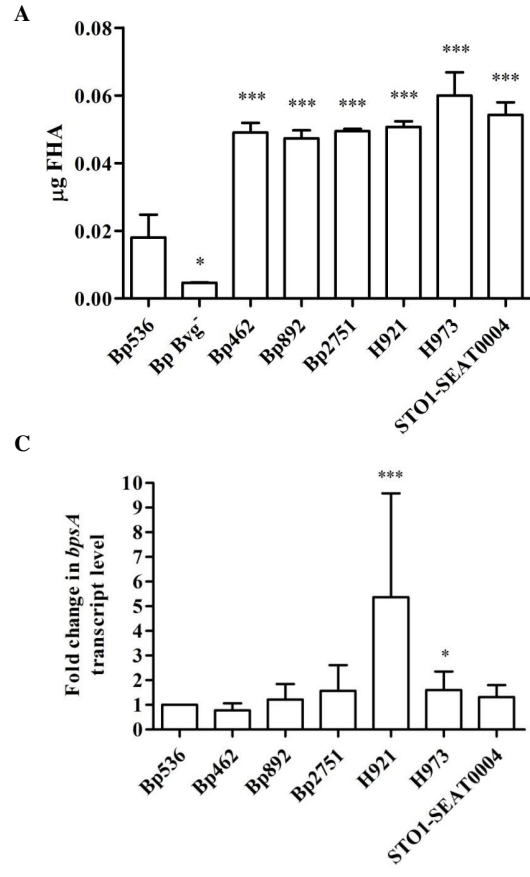 A
0.08
0.06
0.04
0.02
0.00
µg FHA
*** *** *** *** *** ***
*
Bp536 Bp Bvg⁻ Bp462 Bp892 Bp2751 H921 H973 STO1-SEAT0004
C
10
9
8
7
6
5
4
3
2
1
0
Fold change in bpsA
transcript level
***
*
Bp536 Bp462 Bp892 Bp2751 H921 H973 STO1-SEAT0004